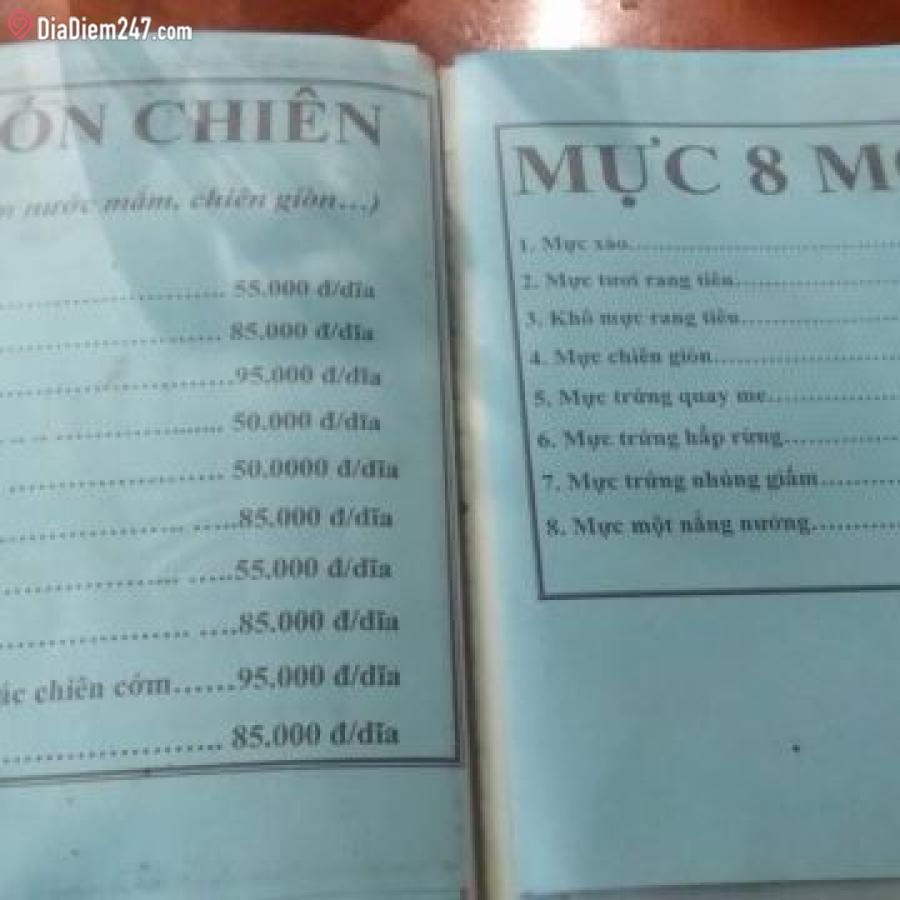 DiaDiem247.com
ÓN CHIÊN
nước mắm, chiên giòn...)
55.000 đ/dĩa
85.000 đ/dĩa
95.000 đ/dĩa
50.000 đ/dĩa
50.0000 đ/dĩa
85.000 đ/dĩa
55.000 đ/dĩa
85.000 đ/dĩa
ác chiên cớm......95.000 đ/dĩa
85.000 đ/dĩa
MỰC 8 MÓ
1. Mực xào
2. Mực tươi rang tiêu
3. Khô mực rang tiêu
4. Mực chiên giòn
5. Mực trứng quay me
6. Mực trứng hấp rừng
7. Mực trứng nhúng giấm
8. Mực một nắng nướng